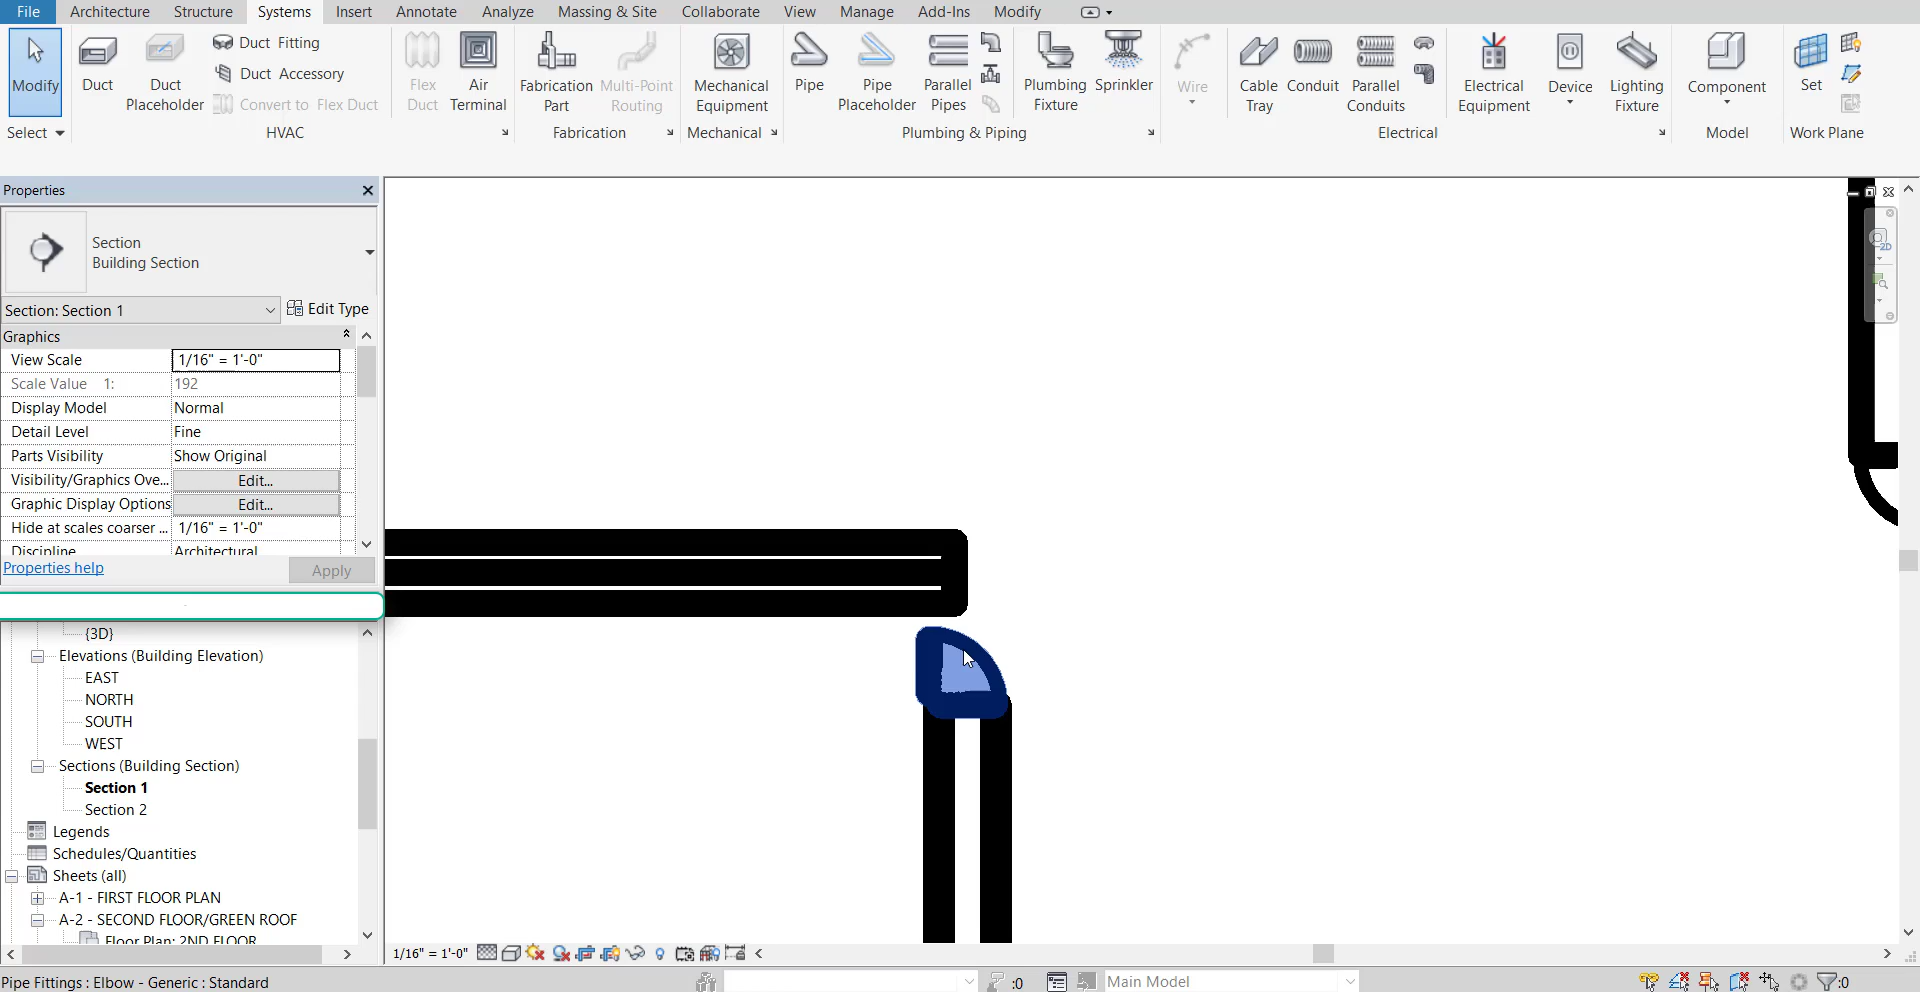 File Architecture Structure Systems Insert Annotate Analyze Massing & Site Collaborate View Manage Add-Ins Modify
Modify
Select
Duct
Duct Placeholder
Duct Fitting
Duct Accessory
Convert to Flex Duct
HVAC
Flex Duct
Air Terminal
Fabrication Part
Multi-Point Routing
Fabrication
Mechanical Equipment
Mechanical
Pipe
Pipe Placeholder
Parallel Pipes
Plumbing Fixture
Sprinkler
Plumbing & Piping
Wire
Cable Tray
Conduit
Parallel Conduits
Electrical Equipment
Device
Lighting Fixture
Electrical
Component
Model
Set
Work Plane
Properties
Section
Building Section
Section: Section 1
Edit Type
Graphics
View Scale 1/16" = 1'-0"
Scale Value 1: 192
Display Model Normal
Detail Level Fine
Parts Visibility Show Original
Visibility/Graphics Ove... Edit...
Graphic Display Options Edit...
Hide at scales coarser ... 1/16" = 1'-0"
Discipline Architectural
Properties help
Apply
{3D}
Elevations (Building Elevation)
EAST
NORTH
SOUTH
WEST
Sections (Building Section)
Section 1
Section 2
Legends
Schedules/Quantities
Sheets (all)
A-1 - FIRST FLOOR PLAN
A-2 - SECOND FLOOR/GREEN ROOF
Floor Plan: 2ND FLOOR
2D
1/16" = 1'-0"
Pipe Fittings : Elbow - Generic : Standard
:0
Main Model
:0